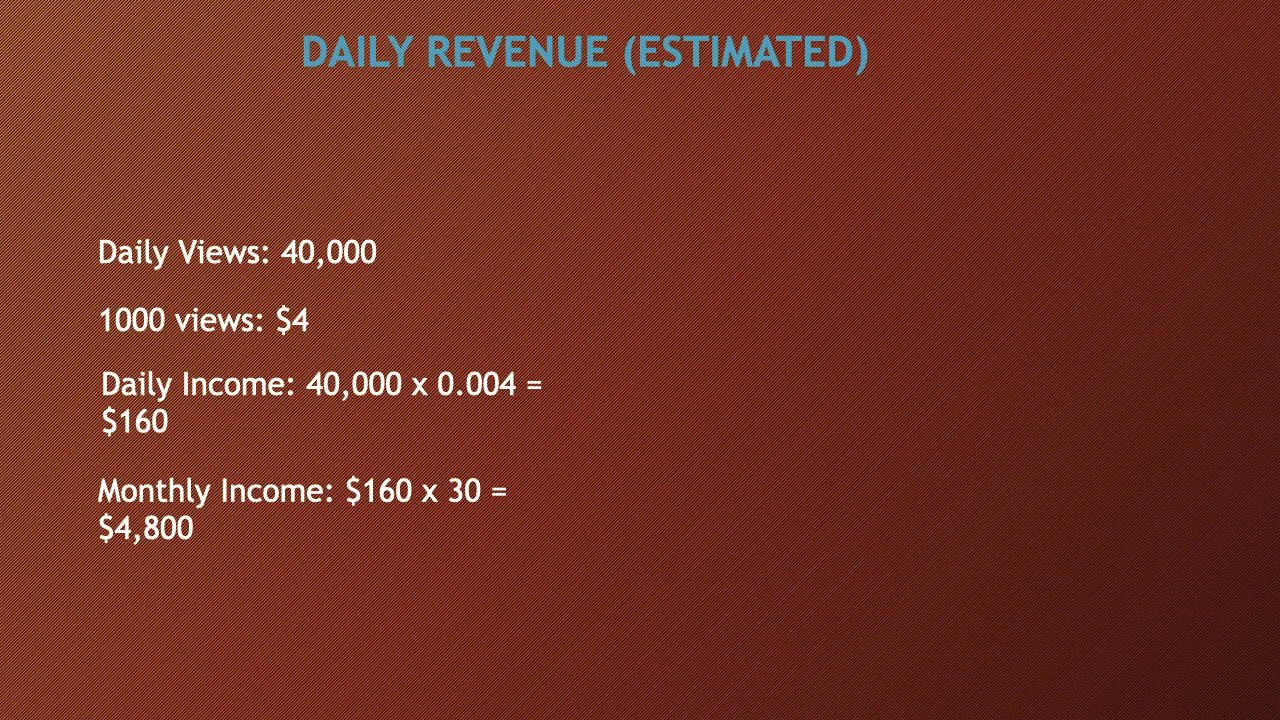 DAILY REVENUE (ESTIMATED)
Daily Views: 40,000
1000 views: $4
Daily Income: 40,000 x 0.004 =
$160
Monthly Income: $160 x 30 =
$4,800